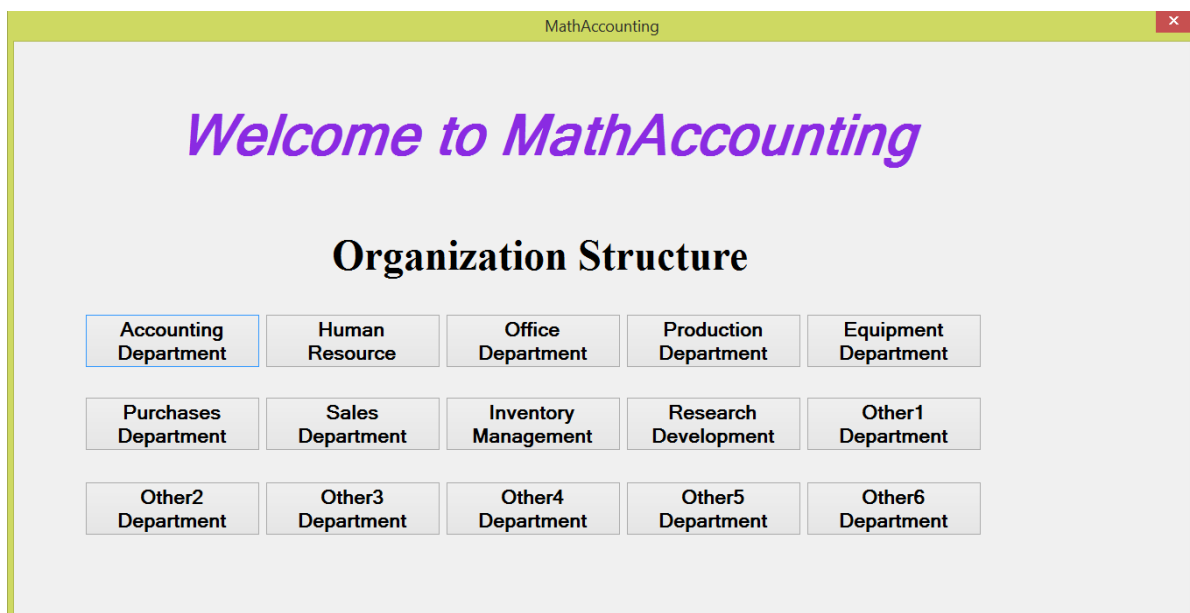 MathAccounting
Welcome to MathAccounting
Organization Structure
Accounting
Department
Human
Resource
Office
Department
Production
Department
Equipment
Department
Purchases
Department
Sales
Department
Inventory
Management
Research
Development
Other1
Department
Other2
Department
Other3
Department
Other4
Department
Other5
Department
Other6
Department